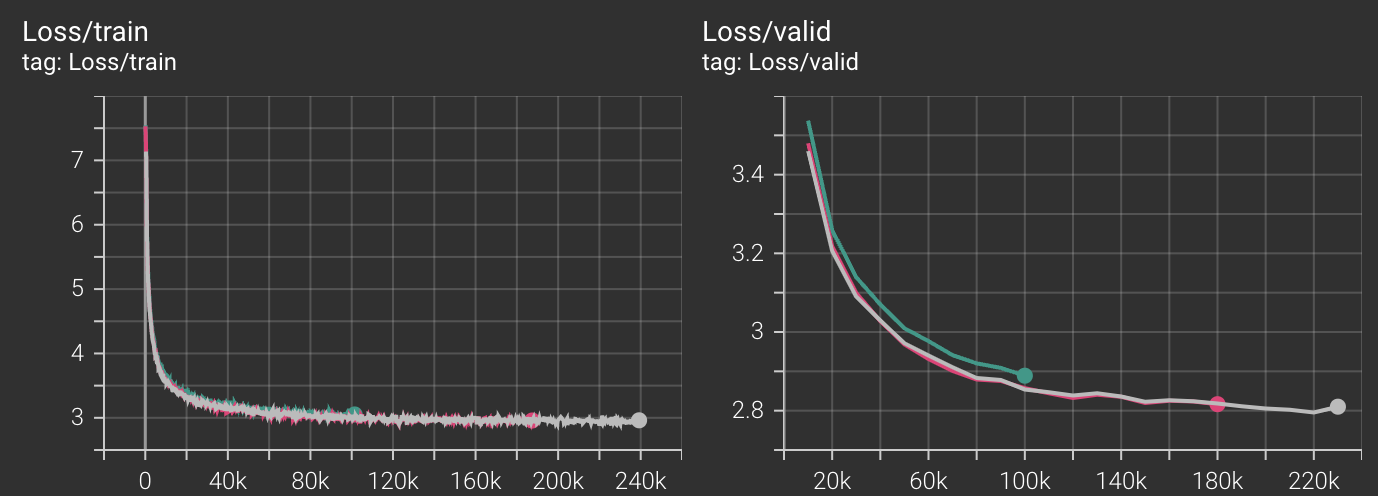 Loss/train
tag: Loss/train
7
6
5
4
3
0 40k 80k 120k 160k 200k 240k
Loss/valid
tag: Loss/valid
3.4
3.2
3
2.8
20k 60k 100k 140k 180k 220k